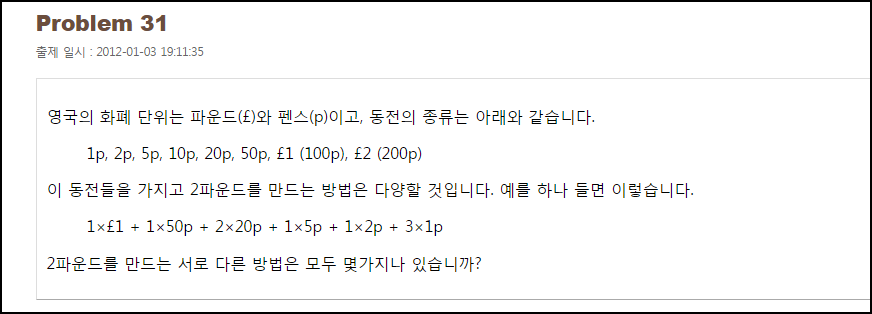 Problem 31
출제 일시 : 2012-01-03 19:11:35
영국의 화폐 단위는 파운드(£)와 펜스(p)이고, 동전의 종류는 아래와 같습니다.
1p, 2p, 5p, 10p, 20p, 50p, £1 (100p), £2 (200p)
이 동전들을 가지고 2파운드를 만드는 방법은 다양할 것입니다. 예를 하나 들면 이렇습니다.
1×£1 + 1×50p + 2×20p + 1×5p + 1×2p + 3×1p
2파운드를 만드는 서로 다른 방법은 모두 몇가지나 있습니까?